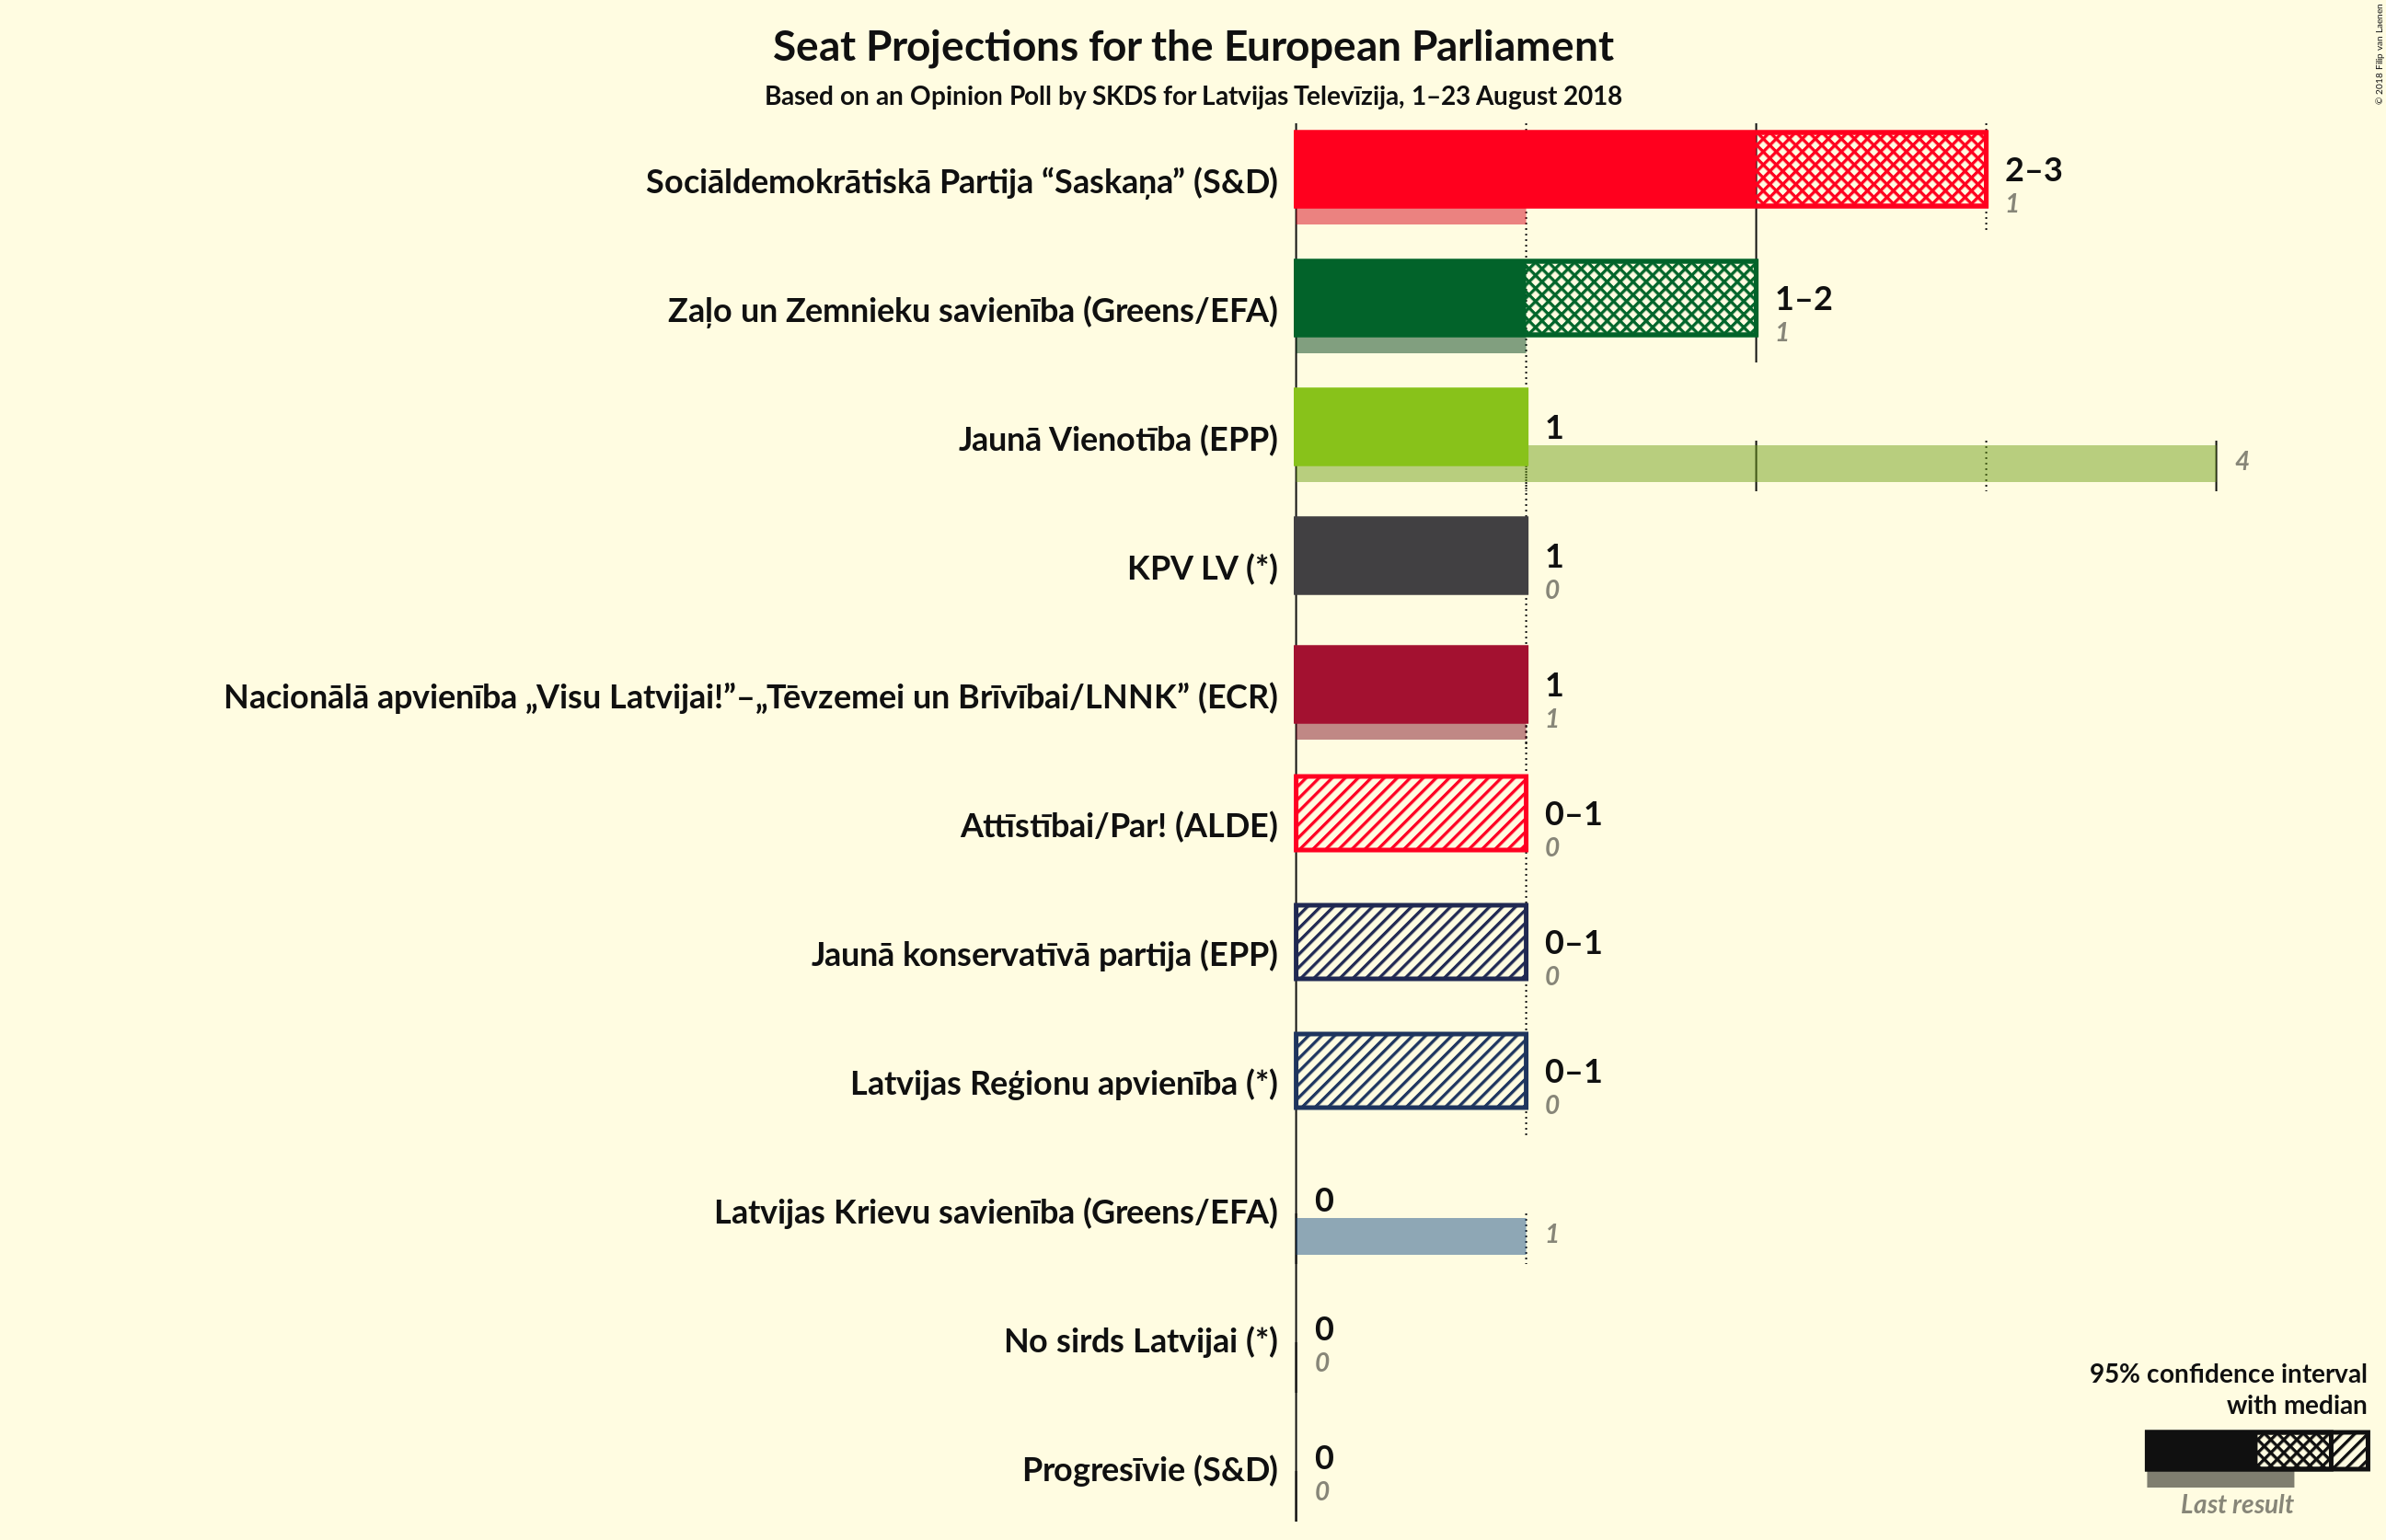 Seat Projections for the European Parliament
Based on an Opinion Poll by SKDS for Latvijas Televīzija, 1–23 August 2018
© 2018 Filip van Laenen
Sociāldemokrātiskā Partija “Saskaņa” (S&D)
2–3
1
Zaļo un Zemnieku savienība (Greens/EFA)
1–2
1
Jaunā Vienotība (EPP)
1
4
KPV LV (*)
1
0
Nacionālā apvienība „Visu Latvijai!”–„Tēvzemei un Brīvībai/LNNK” (ECR)
1
1
Attīstībai/Par! (ALDE)
0–1
0
Jaunā konservatīvā partija (EPP)
0–1
0
Latvijas Reģionu apvienība (*)
0–1
0
Latvijas Krievu savienība (Greens/EFA)
0
1
No sirds Latvijai (*)
0
0
Progresīvie (S&D)
0
0
95% confidence interval
with median
Last result